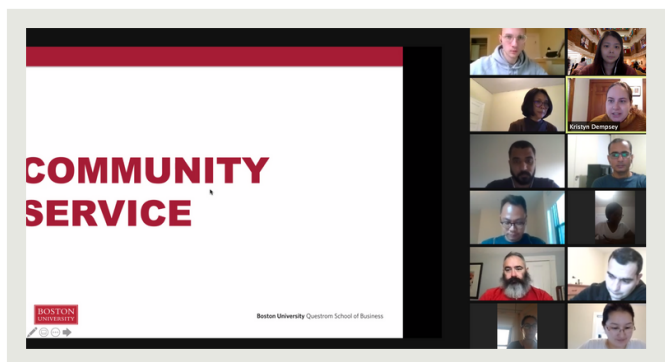 COMMUNITY
SERVICE
BOSTON
UNIVERSITY
Boston University Questrom School of Business
Kristyn Dempsey